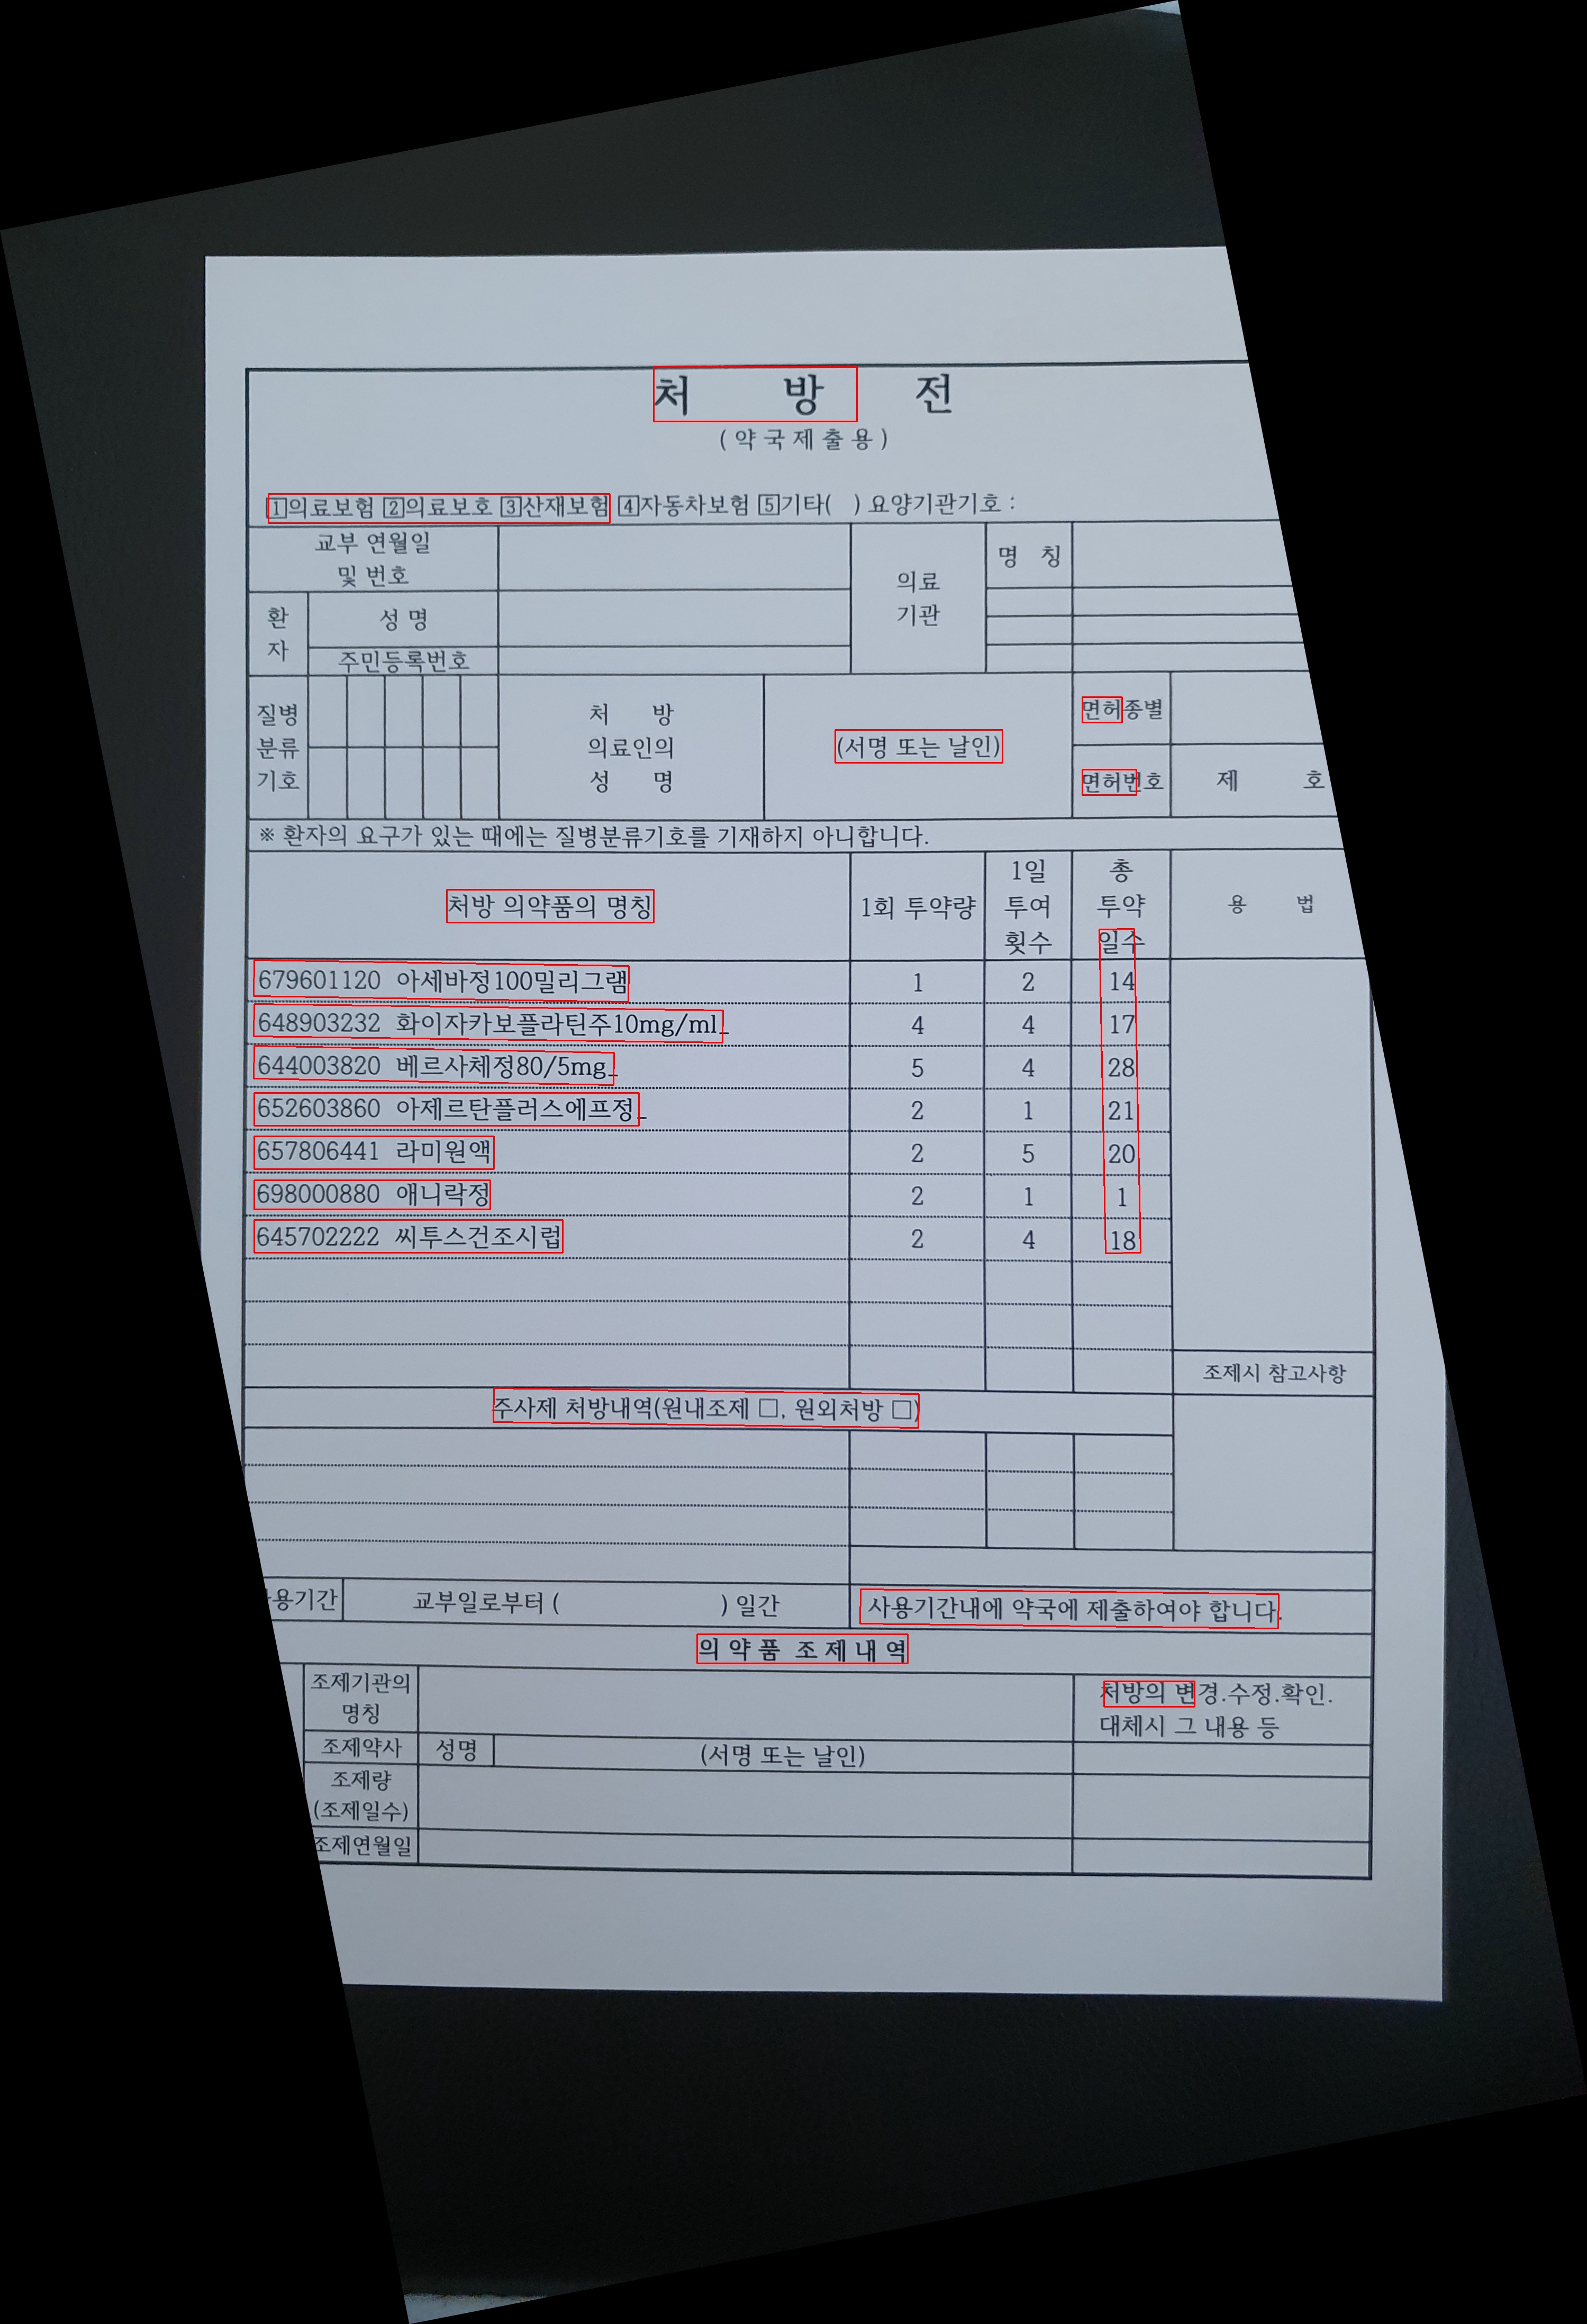 처 방 전
( 약 국 제 출 용 )
1의료보험 2의료보호 3산재보험 4자동차보험 5기타( ) 요양기관기호 :
교부 연월일
및 번호
의료
기관
명 칭
환
자
성 명
주민등록번호
질병
분류
기호
처 방
의료인의
성 명
(서명 또는 날인)
면허종별
면허번호
제 호
※ 환자의 요구가 있는 때에는 질병분류기호를 기재하지 아니합니다.
처방 의약품의 명칭
1회 투약량
1일
투여
횟수
총
투약
일수
용 법
679601120 아세바정100밀리그램 1 2 14
648903232 화이자카보플라틴주10mg/ml_ 4 4 17
644003820 베르사체정80/5mg_ 5 4 28
652603860 아제르탄플러스에프정_ 2 1 21
657806441 라미원액 2 5 20
698000880 애니락정 2 1 1
645702222 씨투스건조시럽 2 4 18
조제시 참고사항
주사제 처방내역(원내조제 □, 원외처방 □)
용기간 교부일로부터 ( ) 일간 사용기간내에 약국에 제출하여야 합니다.
의 약 품 조 제 내 역
조제기관의
명칭
처방의 변경.수정.확인.
대체시 그 내용 등
조제약사 성명 (서명 또는 날인)
조제량
(조제일수)
조제연월일